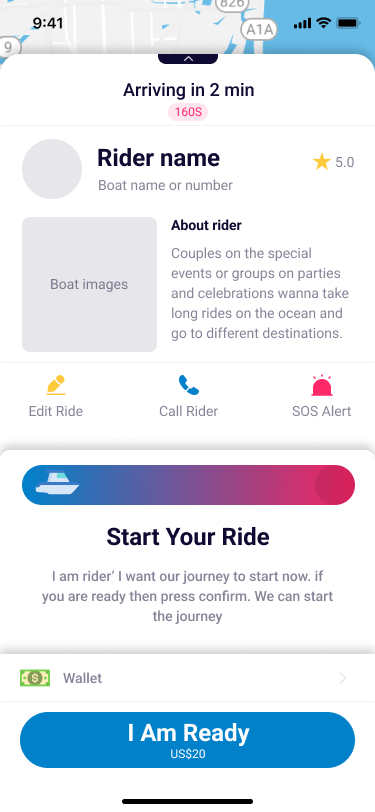 826
9:41
A1A
9
Arriving in 2 min
160S
Rider name
5.0
Boat name or number
Boat images
About rider
Couples on the special
events or groups on parties
and celebrations wanna take
long rides on the ocean and
go to different destinations.
Edit Ride
Call Rider
SOS Alert
Start Your Ride
I am rider’ I want our journey to start now. if
you are ready then press confirm. We can start
the journey
Wallet
I Am Ready
US$20